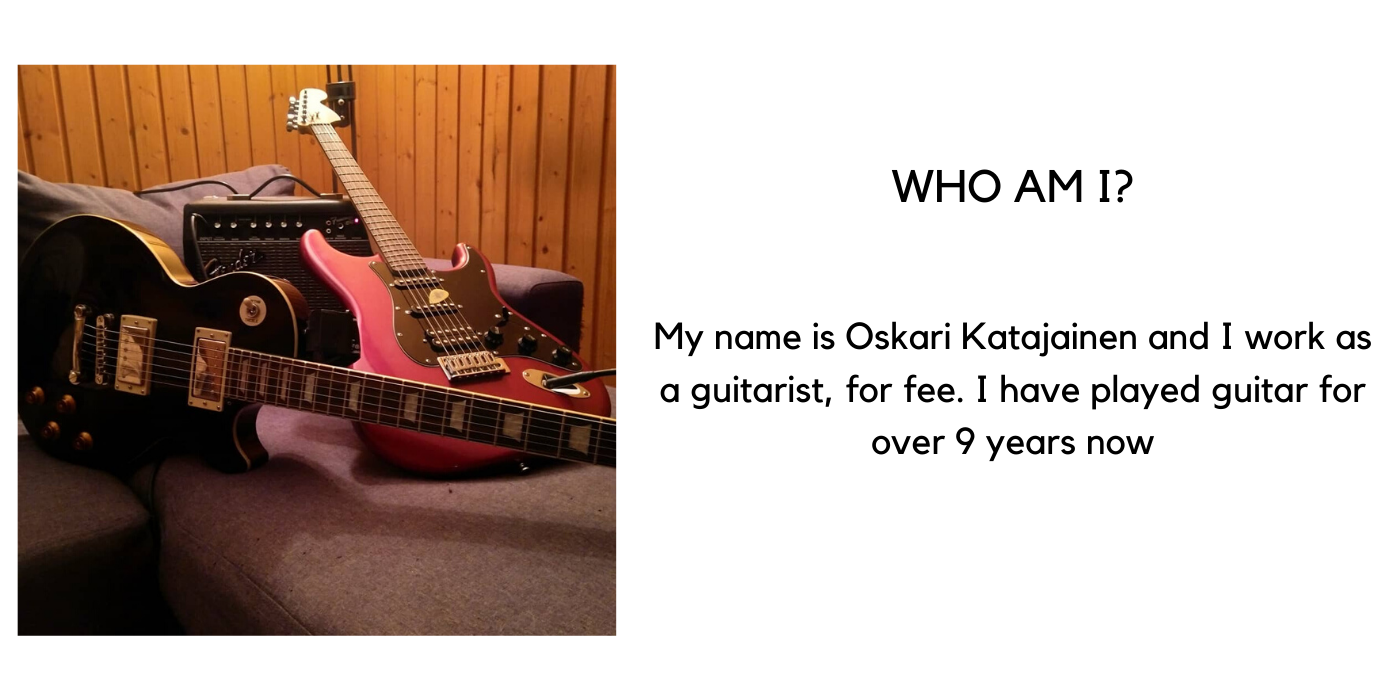 Fender
WHO AM I?
My name is Oskari Katajainen and I work as
a guitarist, for fee. I have played guitar for
over 9 years now